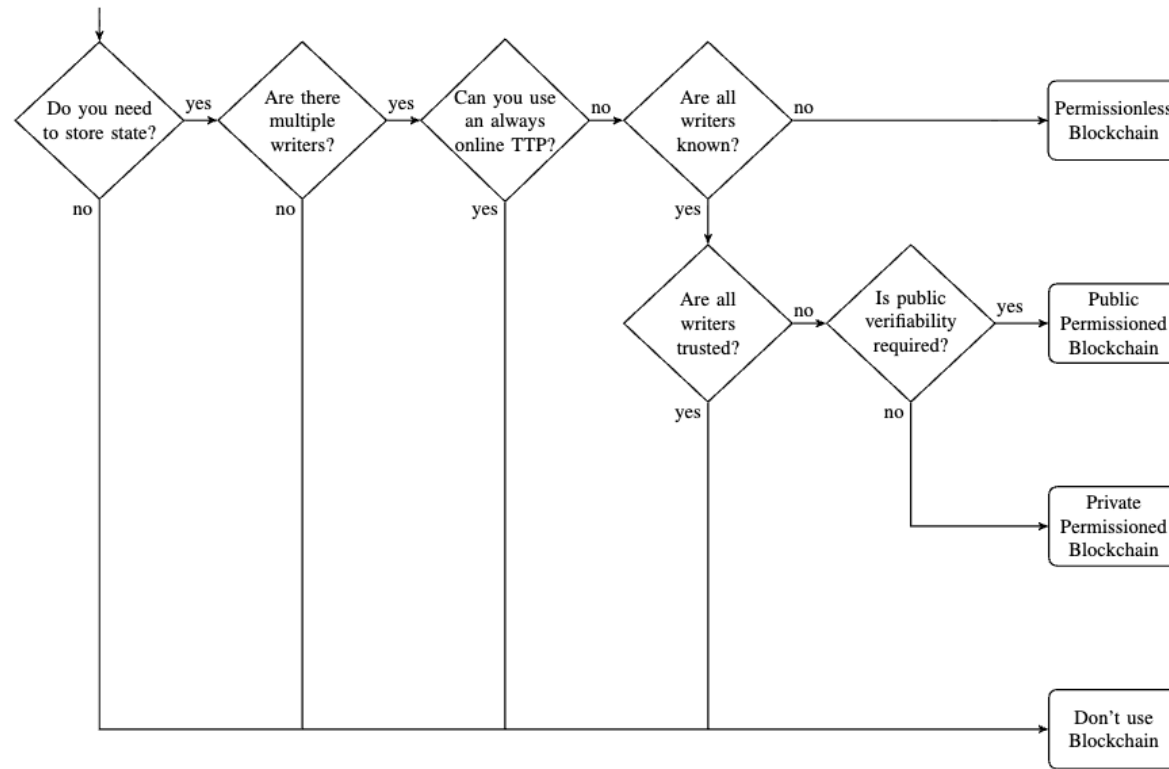 Do you need
to store state?
yes
no
Are there
multiple
writers?
yes
no
Can you use
an always
online TTP?
no
yes
Are all
writers
known?
no
yes
Permissionless
Blockchain
Are all
writers
trusted?
no
yes
Is public
verifiability
required?
yes
no
Public
Permissioned
Blockchain
Private
Permissioned
Blockchain
Don't use
Blockchain